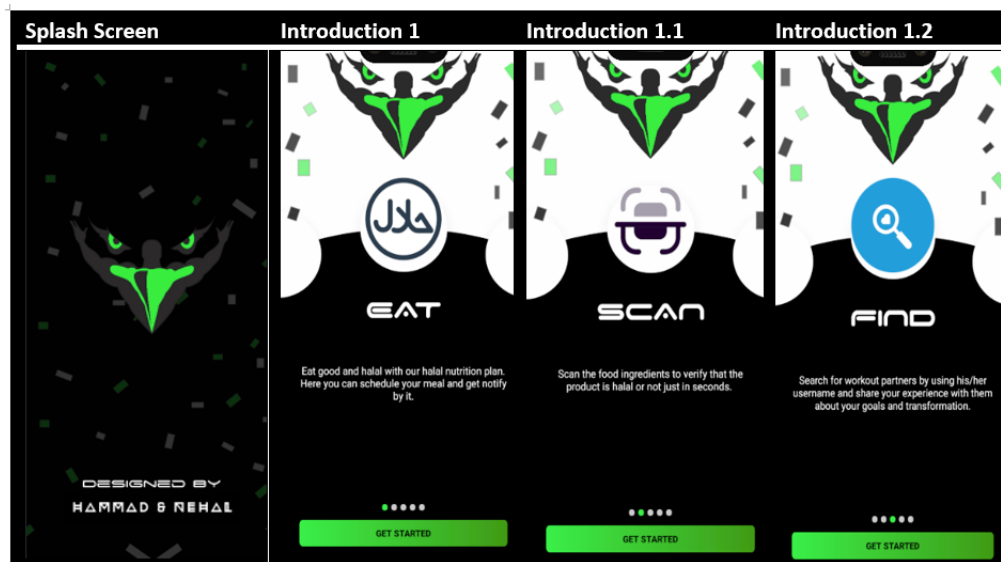 Splash Screen
Introduction 1
Introduction 1.1
Introduction 1.2
DESIGNED BY
HAMMAD & NEHAL
حلال
EAT
Eat good and halal with our halal nutrition plan.
Here you can schedule your meal and get notify
by it.
GET STARTED
SCAN
Scan the food ingredients to verify that the
product is halal or not just in seconds.
GET STARTED
FIND
Search for workout partners by using his/her
username and share your experience with them
about your goals and transformation.
GET STARTED